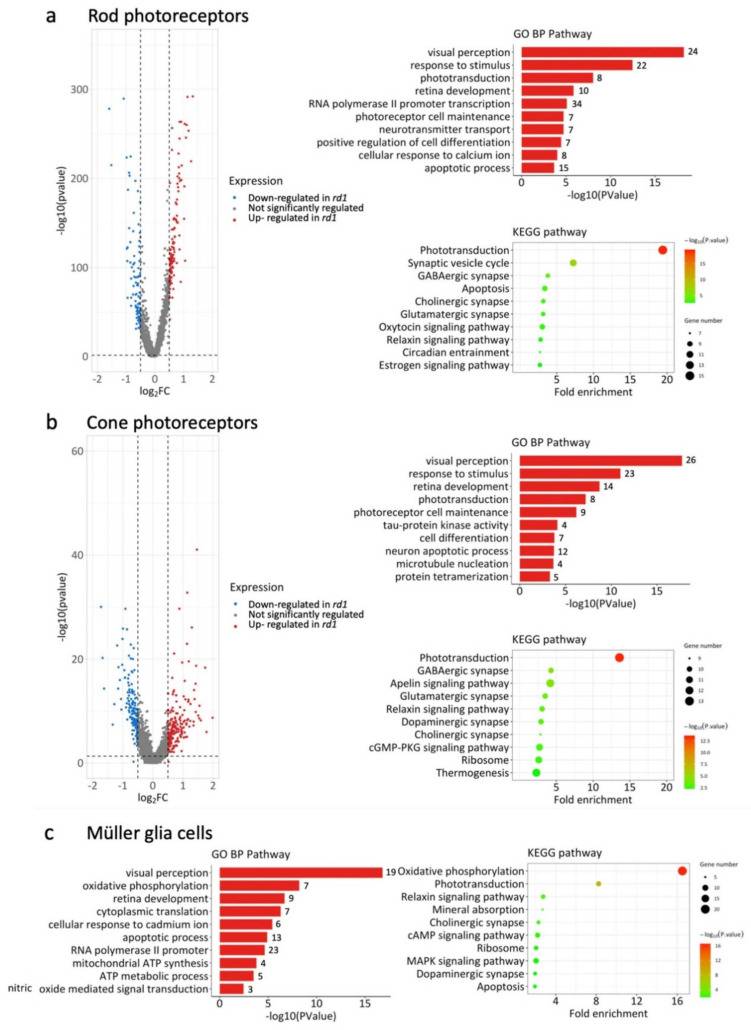 a Rod photoreceptors
300
200
100
0
-log10(pvalue)
-2 -1 0 1 2
log2FC
Expression
Down-regulated in rd1
Not significantly regulated
Up- regulated in rd1
GO BP Pathway
visual perception 24
response to stimulus 22
phototransduction 8
retina development 10
RNA polymerase II promoter transcription 34
photoreceptor cell maintenance 7
neurotransmitter transport 7
positive regulation of cell differentiation 7
cellular response to calcium ion 8
apoptotic process 15
0 5 10 15
-log10(PValue)
KEGG pathway
Phototransduction
Synaptic vesicle cycle
GABAergic synapse
Apoptosis
Cholinergic synapse
Glutamatergic synapse
Oxytocin signaling pathway
Relaxin signaling pathway
Circadian entrainment
Estrogen signaling pathway
5 10 15 20
Fold enrichment
−log10(P.value)
15
10
5
Gene number
7
9
11
13
15
b Cone photoreceptors
60
40
20
0
-log10(pvalue)
-2 -1 0 1 2
log2FC
Expression
Down-regulated in rd1
Not significantly regulated
Up- regulated in rd1
GO BP Pathway
visual perception 26
response to stimulus 23
retina development 14
phototransduction 8
photoreceptor cell maintenance 9
tau-protein kinase activity 4
cell differentiation 7
neuron apoptotic process 12
microtubule nucleation 4
protein tetramerization 5
0 5 10 15
-log10(PValue)
KEGG pathway
Phototransduction
GABAergic synapse
Apelin signaling pathway
Glutamatergic synapse
Relaxin signaling pathway
Dopaminergic synapse
Cholinergic synapse
cGMP-PKG signaling pathway
Ribosome
Thermogenesis
5 10 15
Fold enrichment
Gene number
9
10
11
12
13
−log10(P.value)
12.5
10.0
7.5
5.0
2.5
c Müller glia cells
GO BP Pathway
visual perception 19
oxidative phosphorylation 7
retina development 9
cytoplasmic translation 7
cellular response to cadmium ion 6
apoptotic process 13
RNA polymerase II promoter 23
mitochondrial ATP synthesis 4
ATP metabolic process 5
nitric oxide mediated signal transduction 3
0 5 10 15
-log10(PValue)
KEGG pathway
Oxidative phosphorylation
Phototransduction
Relaxin signaling pathway
Mineral absorption
Cholinergic synapse
cAMP signaling pathway
Ribosome
MAPK signaling pathway
Dopaminergic synapse
Apoptosis
4 8 12 16
Fold enrichment
Gene number
5
10
15
20
−log10(P.value)
16
12
8
4